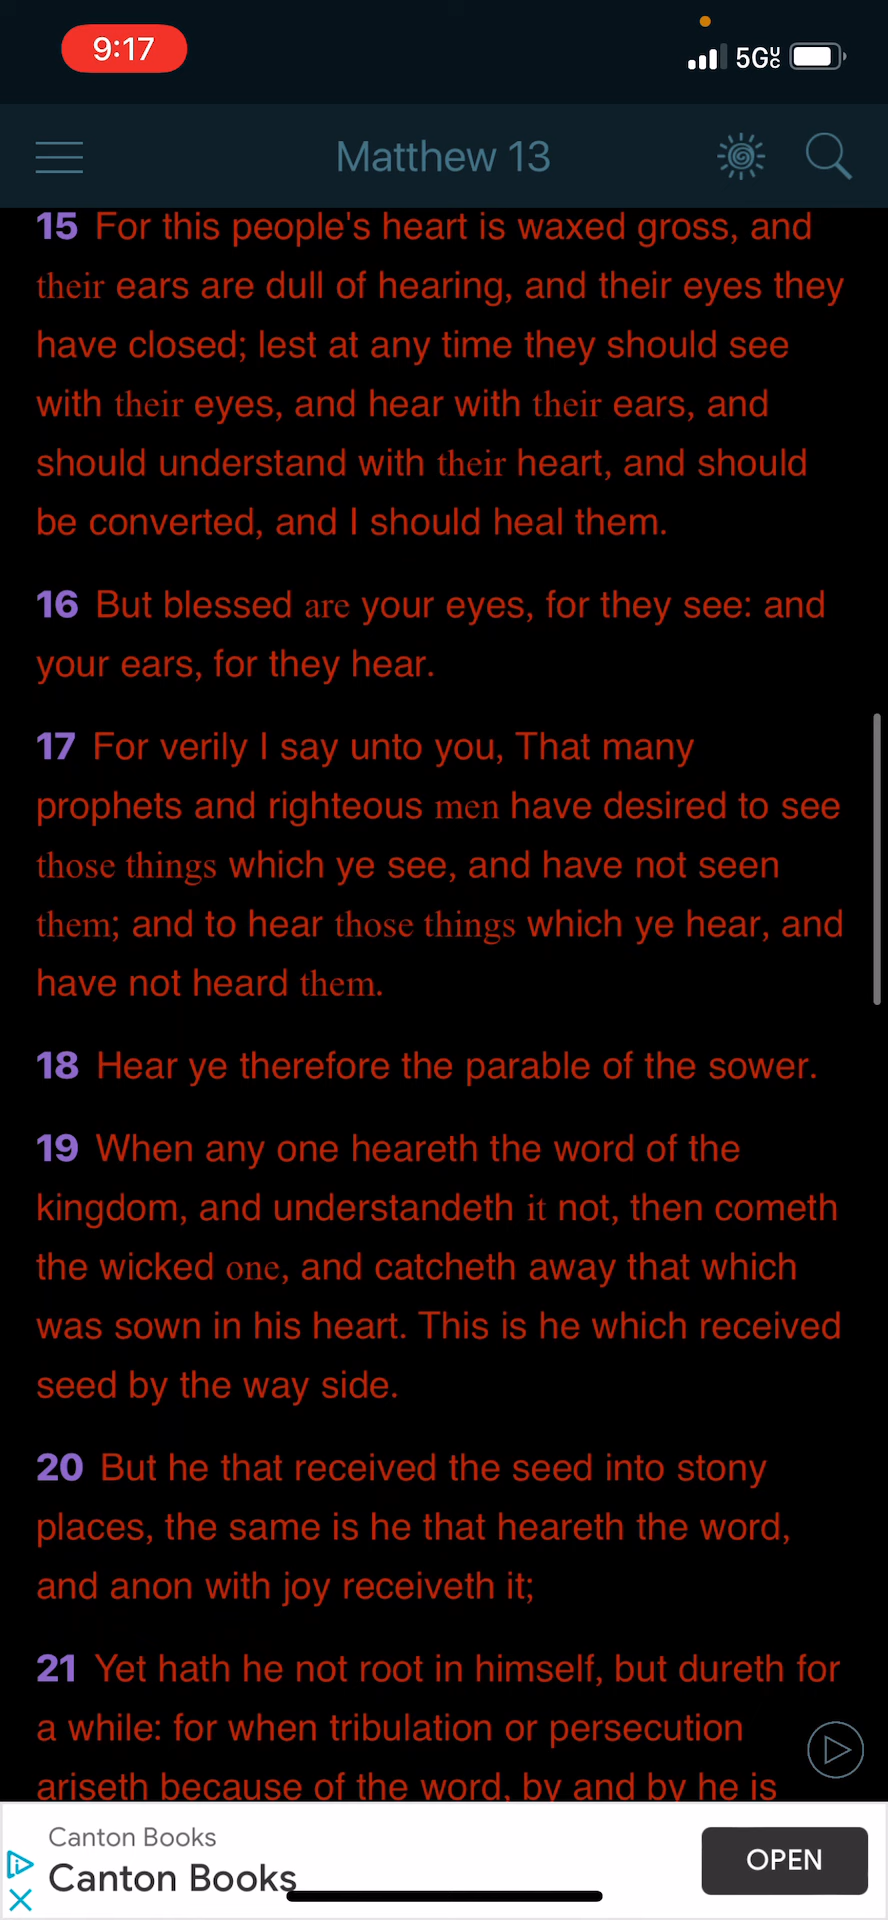 9:17
5GUC
Matthew 13
15 For this people's heart is waxed gross, and
their ears are dull of hearing, and their eyes they
have closed; lest at any time they should see
with their eyes, and hear with their ears, and
should understand with their heart, and should
be converted, and I should heal them.
16 But blessed are your eyes, for they see: and
your ears, for they hear.
17 For verily I say unto you, That many
prophets and righteous men have desired to see
those things which ye see, and have not seen
them; and to hear those things which ye hear, and
have not heard them.
18 Hear ye therefore the parable of the sower.
19 When any one heareth the word of the
kingdom, and understandeth it not, then cometh
the wicked one, and catcheth away that which
was sown in his heart. This is he which received
seed by the way side.
20 But he that received the seed into stony
places, the same is he that heareth the word,
and anon with joy receiveth it;
21 Yet hath he not root in himself, but dureth for
a while: for when tribulation or persecution
ariseth because of the word, by and by he is
Canton Books
Canton Books
OPEN